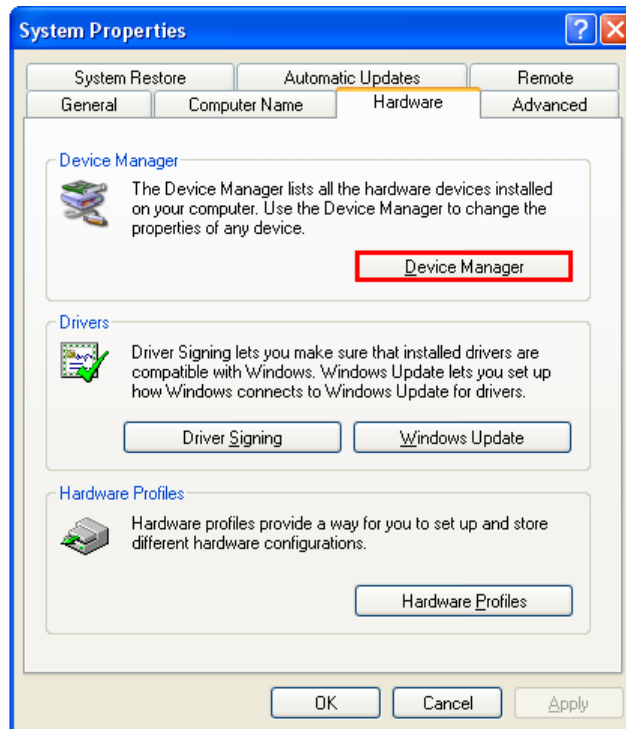 System Properties
System Restore Automatic Updates Remote
General Computer Name Hardware Advanced
Device Manager
The Device Manager lists all the hardware devices installed
on your computer. Use the Device Manager to change the
properties of any device.
Device Manager
Drivers
Driver Signing lets you make sure that installed drivers are
compatible with Windows. Windows Update lets you set up
how Windows connects to Windows Update for drivers.
Driver Signing Windows Update
Hardware Profiles
Hardware profiles provide a way for you to set up and store
different hardware configurations.
Hardware Profiles
OK Cancel Apply